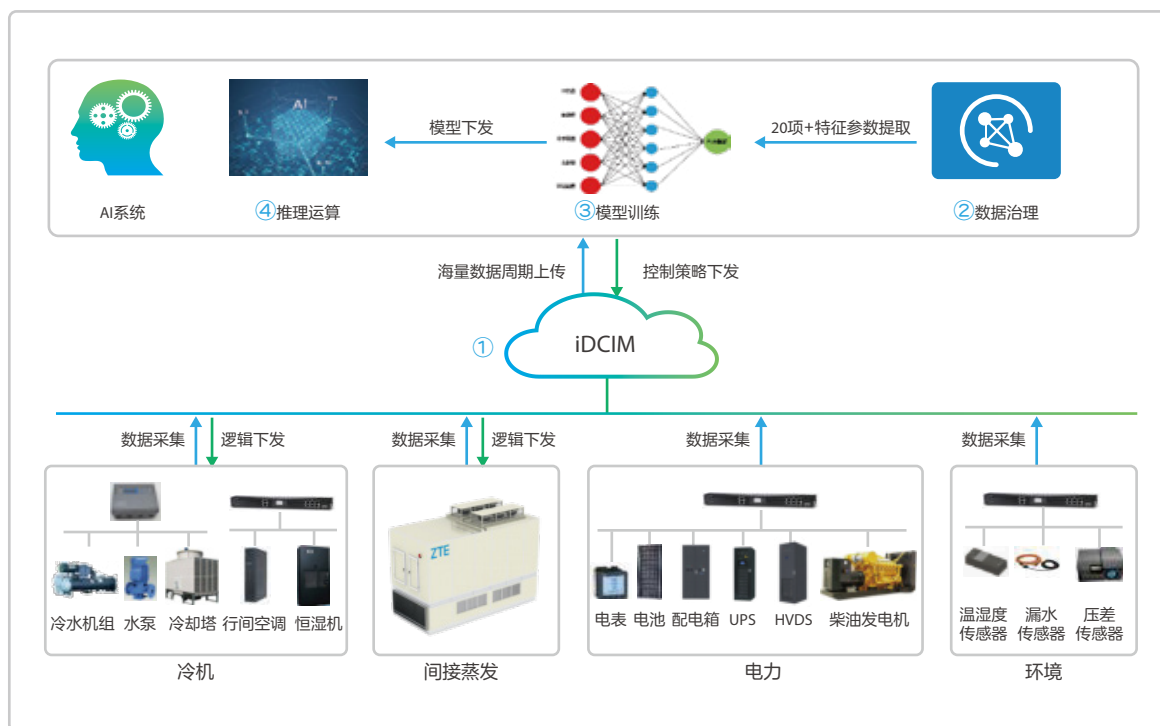 AI
模型下发
20项+特征参数提取
AI系统
④推理运算
③模型训练
②数据治理
海量数据周期上传
控制策略下发
①
iDCIM
数据采集
逻辑下发
数据采集
逻辑下发
数据采集
数据采集
ZTE
冷水机组
水泵
冷却塔
行间空调
恒湿机
电表
电池
配电箱
UPS
HVDS
柴油发电机
温湿度
传感器
漏水
传感器
压差
传感器
冷机
间接蒸发
电力
环境